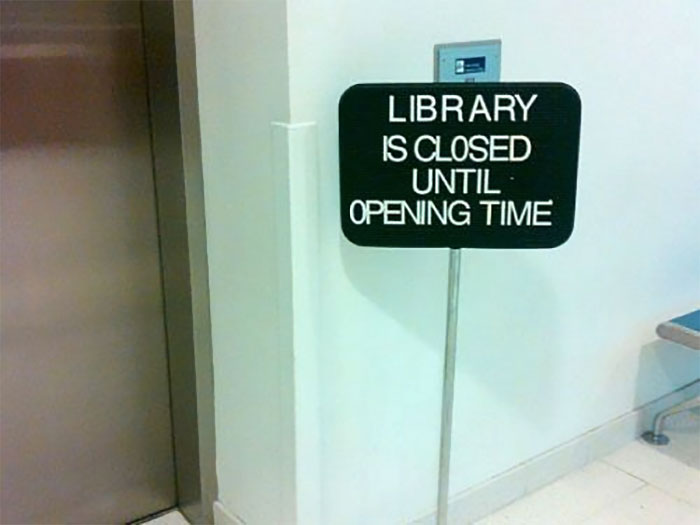 LIBRARY
IS CLOSED
UNTIL
OPENING TIME